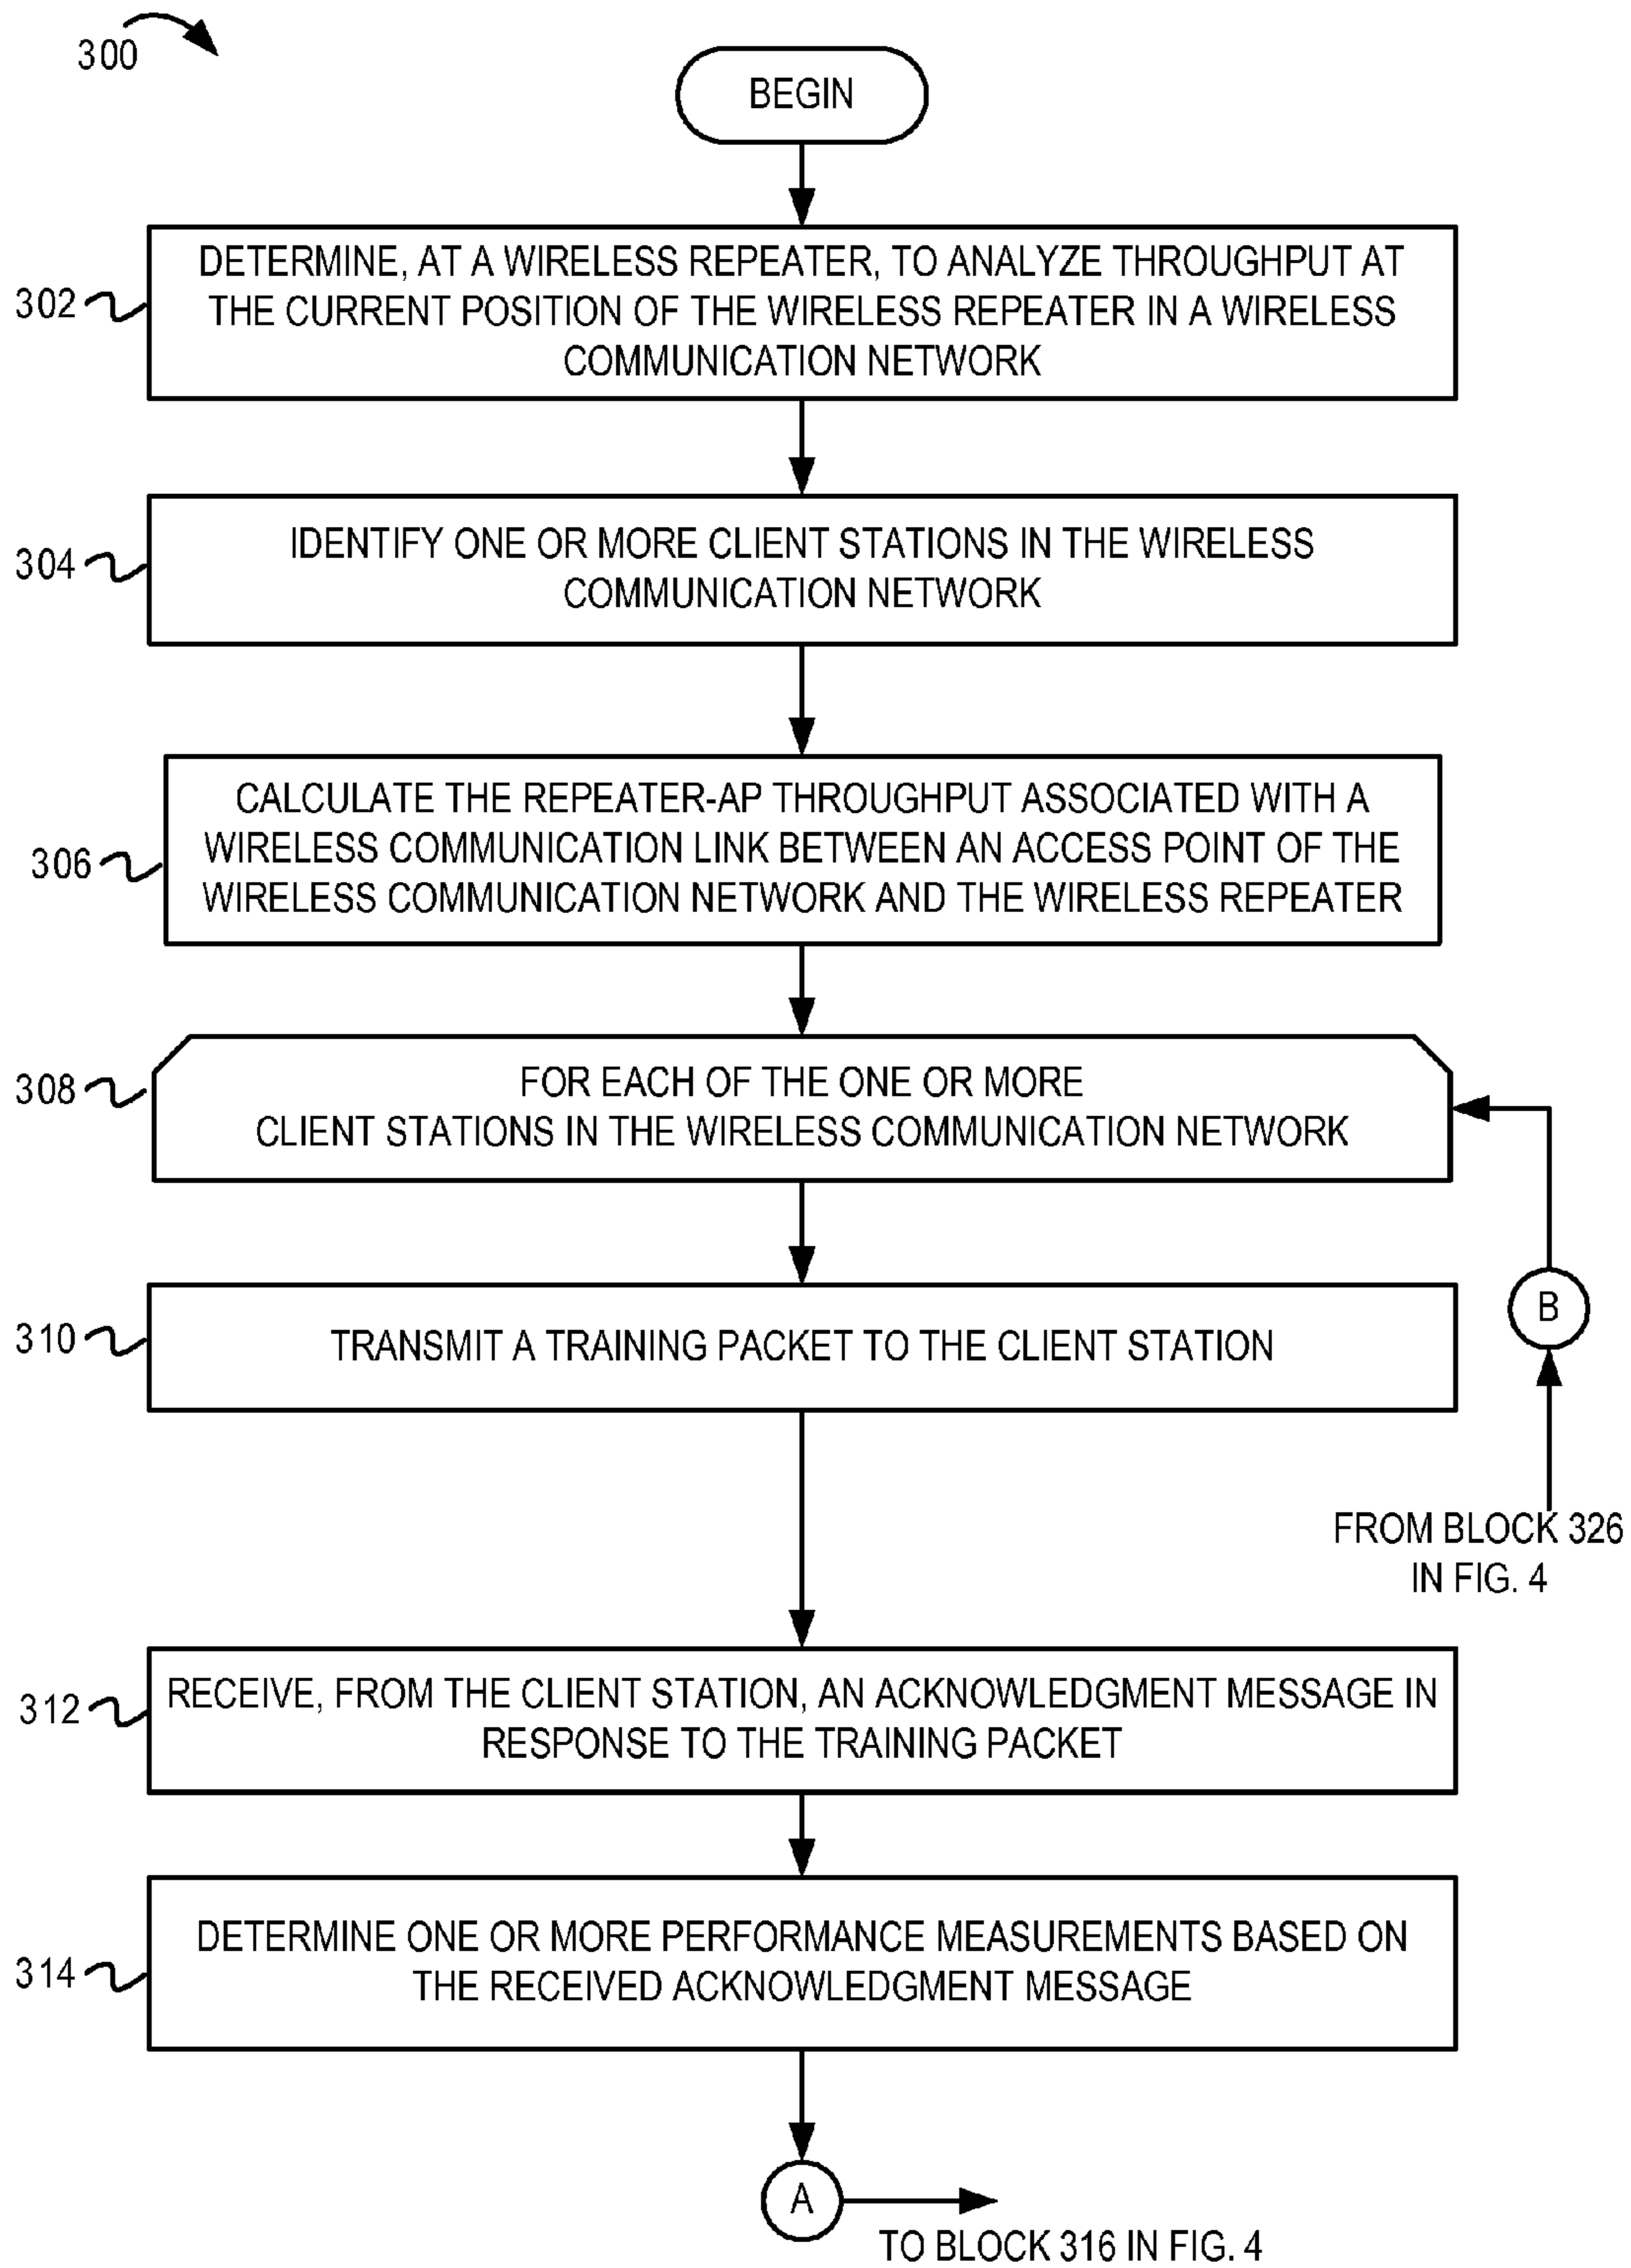 300
BEGIN
302
DETERMINE, AT A WIRELESS REPEATER, TO ANALYZE THROUGHPUT AT
THE CURRENT POSITION OF THE WIRELESS REPEATER IN A WIRELESS
COMMUNICATION NETWORK
304
IDENTIFY ONE OR MORE CLIENT STATIONS IN THE WIRELESS
COMMUNICATION NETWORK
306
CALCULATE THE REPEATER-AP THROUGHPUT ASSOCIATED WITH A
WIRELESS COMMUNICATION LINK BETWEEN AN ACCESS POINT OF THE
WIRELESS COMMUNICATION NETWORK AND THE WIRELESS REPEATER
308
FOR EACH OF THE ONE OR MORE
CLIENT STATIONS IN THE WIRELESS COMMUNICATION NETWORK
310
TRANSMIT A TRAINING PACKET TO THE CLIENT STATION
B
FROM BLOCK 326
IN FIG. 4
312
RECEIVE, FROM THE CLIENT STATION, AN ACKNOWLEDGMENT MESSAGE IN
RESPONSE TO THE TRAINING PACKET
314
DETERMINE ONE OR MORE PERFORMANCE MEASUREMENTS BASED ON
THE RECEIVED ACKNOWLEDGMENT MESSAGE
A
TO BLOCK 316 IN FIG. 4